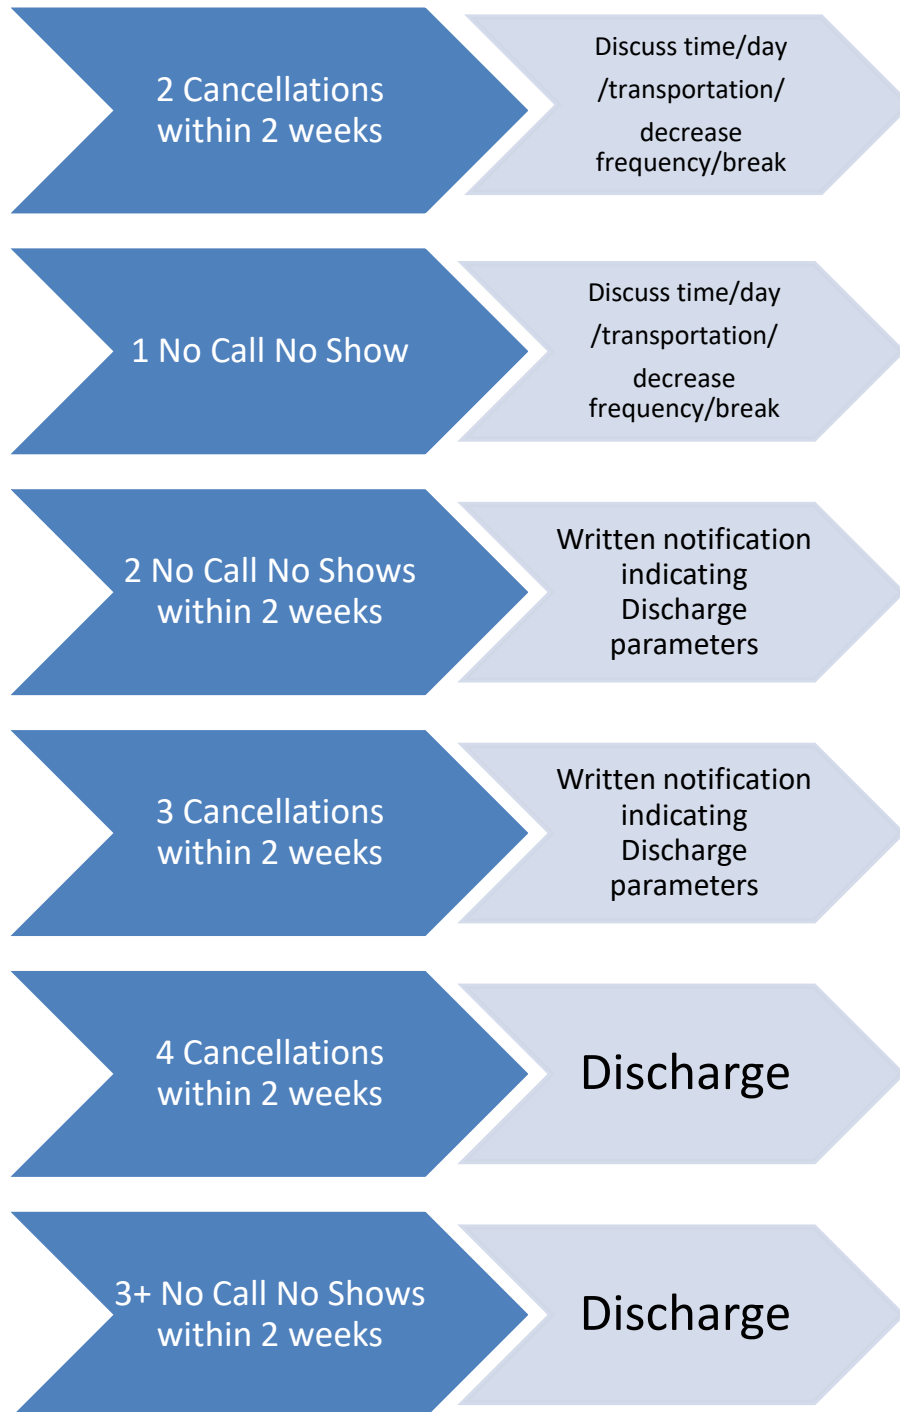 2 Cancellations
within 2 weeks
Discuss time/day
/transportation/
decrease
frequency/break
1 No Call No Show
Discuss time/day
/transportation/
decrease
frequency/break
2 No Call No Shows
within 2 weeks
Written notification
indicating
Discharge
parameters
3 Cancellations
within 2 weeks
Written notification
indicating
Discharge
parameters
4 Cancellations
within 2 weeks
Discharge
3+ No Call No Shows
within 2 weeks
Discharge